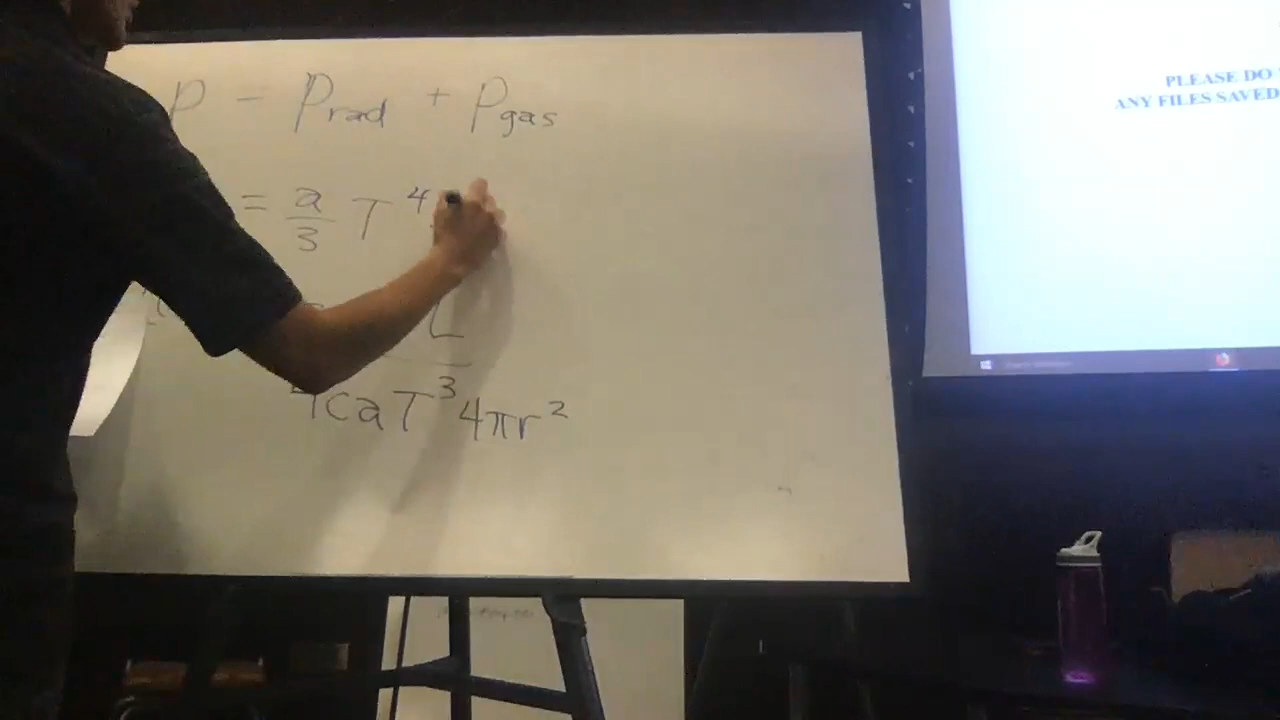 P = Prad + Pgas
= a/3 T⁴
L
4caT³ 4πr²
PLEASE DO
ANY FILES SAVED